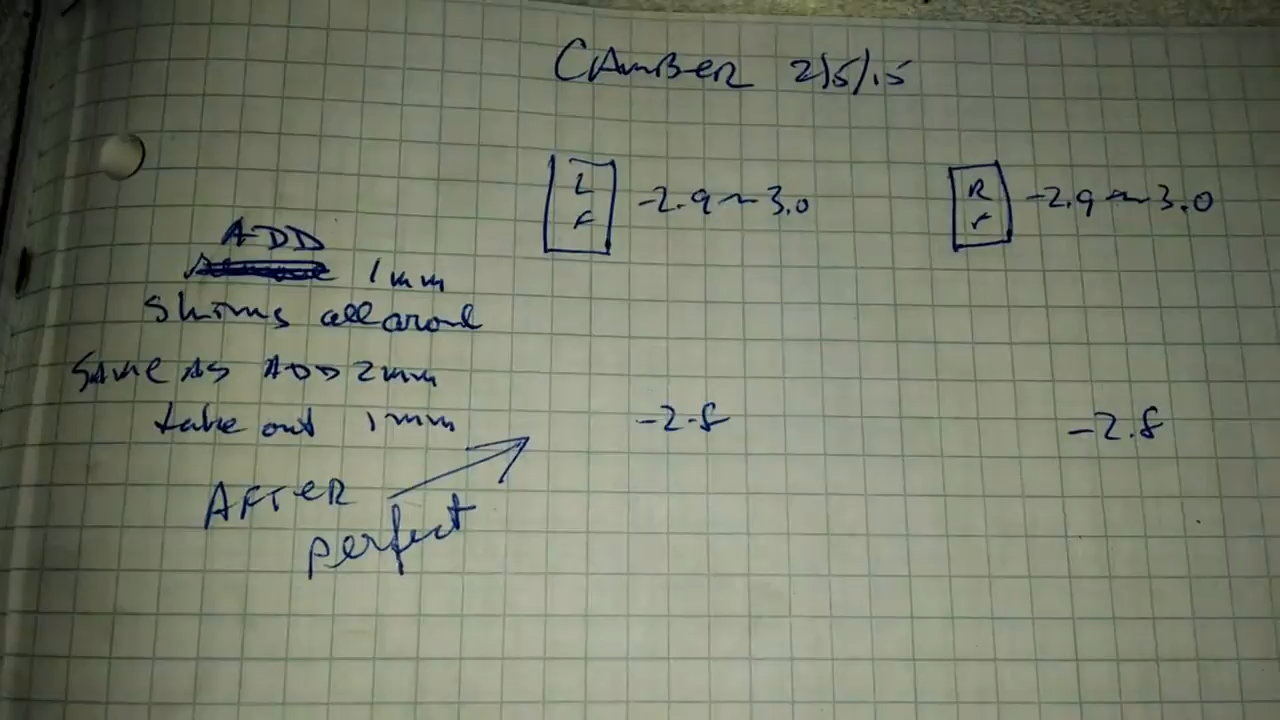 CAMBER 2/5/15
L
F
-2.9 ~ 3.0
R
F
-2.9 ~ 3.0
ADD
1mm
Shims all around
SAME AS ADD 2mm
take out 1mm
-2.8
-2.8
AFTER
perfect